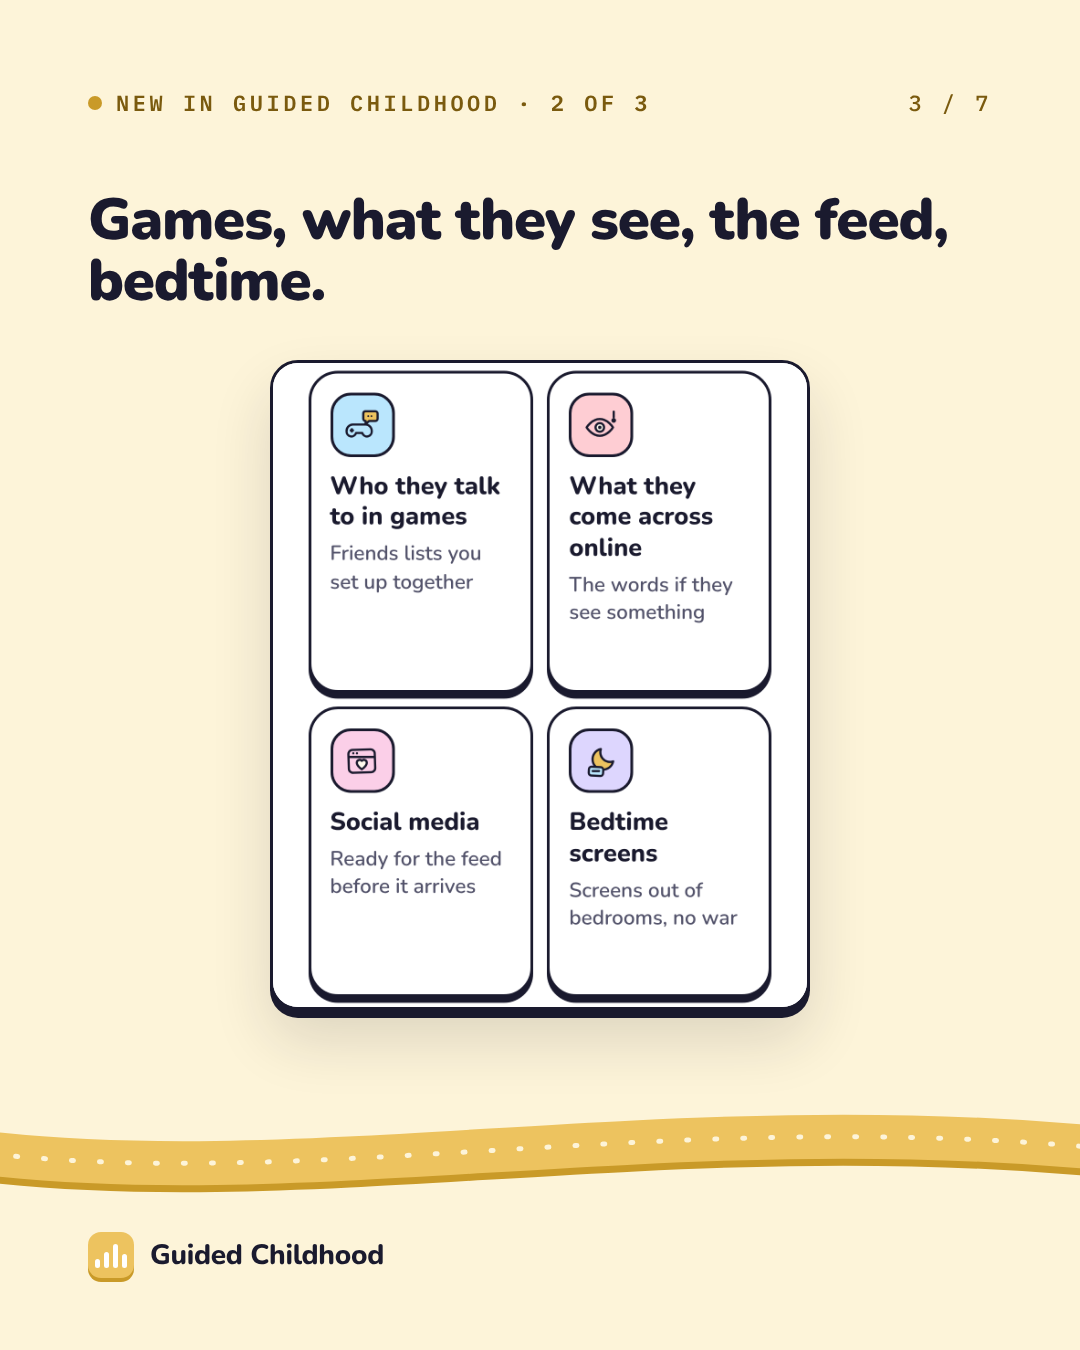 NEW IN GUIDED CHILDHOOD · 2 OF 3
3 / 7
Games, what they see, the feed,
bedtime.
Who they talk
to in games
Friends lists you
set up together
What they
come across
online
The words if they
see something
Social media
Ready for the feed
before it arrives
Bedtime
screens
Screens out of
bedrooms, no war
Guided Childhood